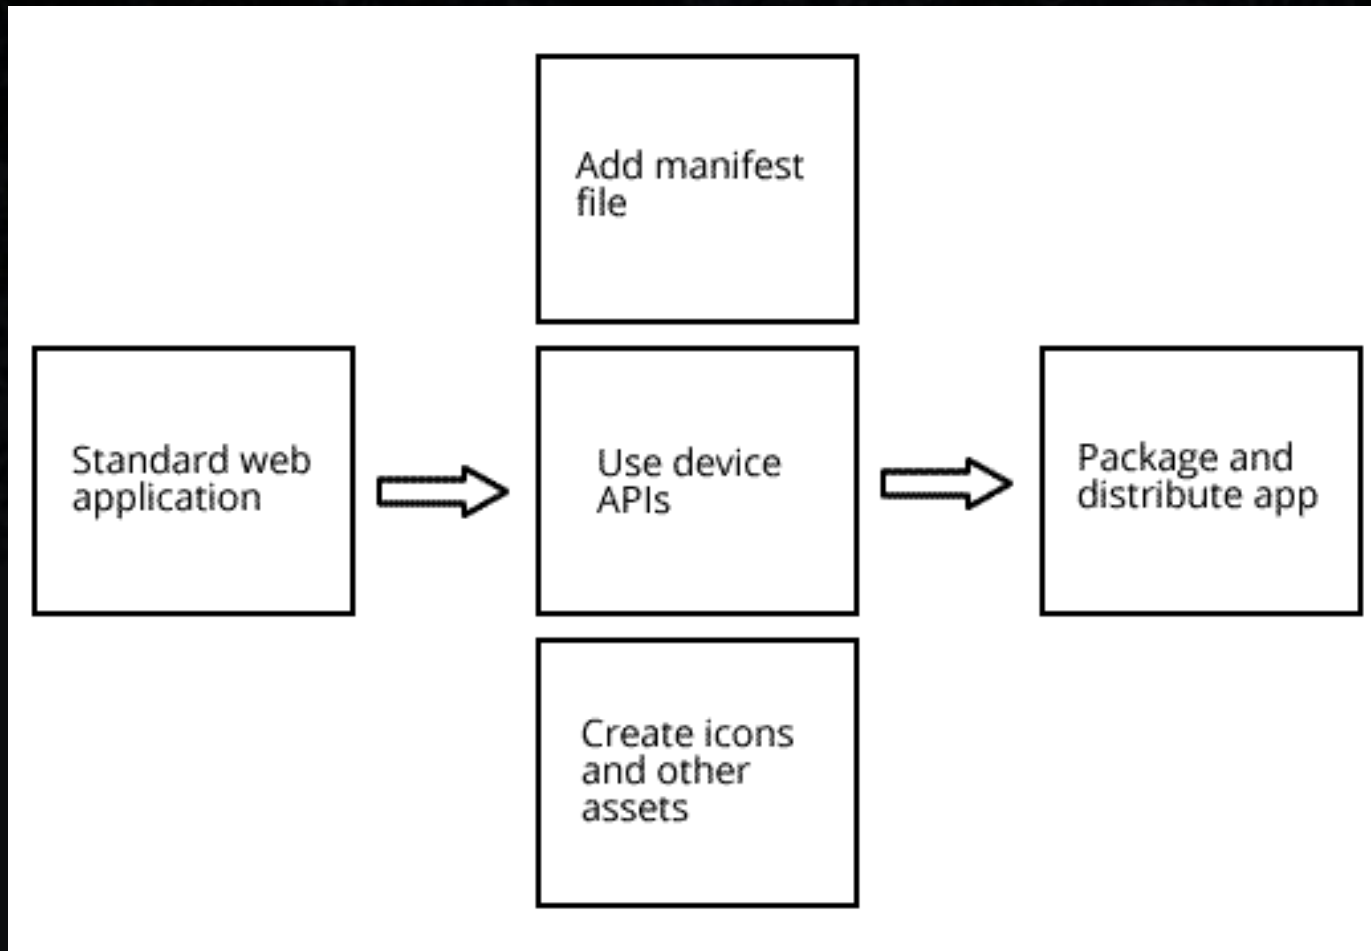 Add manifest
file
Standard web
application
Use device
APIs
Package and
distribute app
Create icons
and other
assets